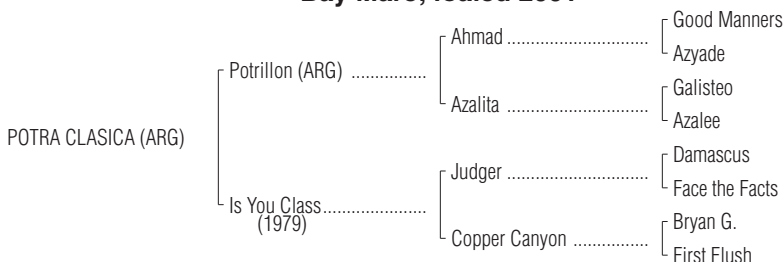 Bay Mare; foaled 2001
Good Manners
Ahmad ......................................
Azyade
Potrillon (ARG) ................
Galisteo
Azalita ......................................
Azalee
POTRA CLASICA (ARG)
Damascus
Judger ......................................
Face the Facts
Is You Class......................
(1979)
Bryan G.
Copper Canyon ................
First Flush